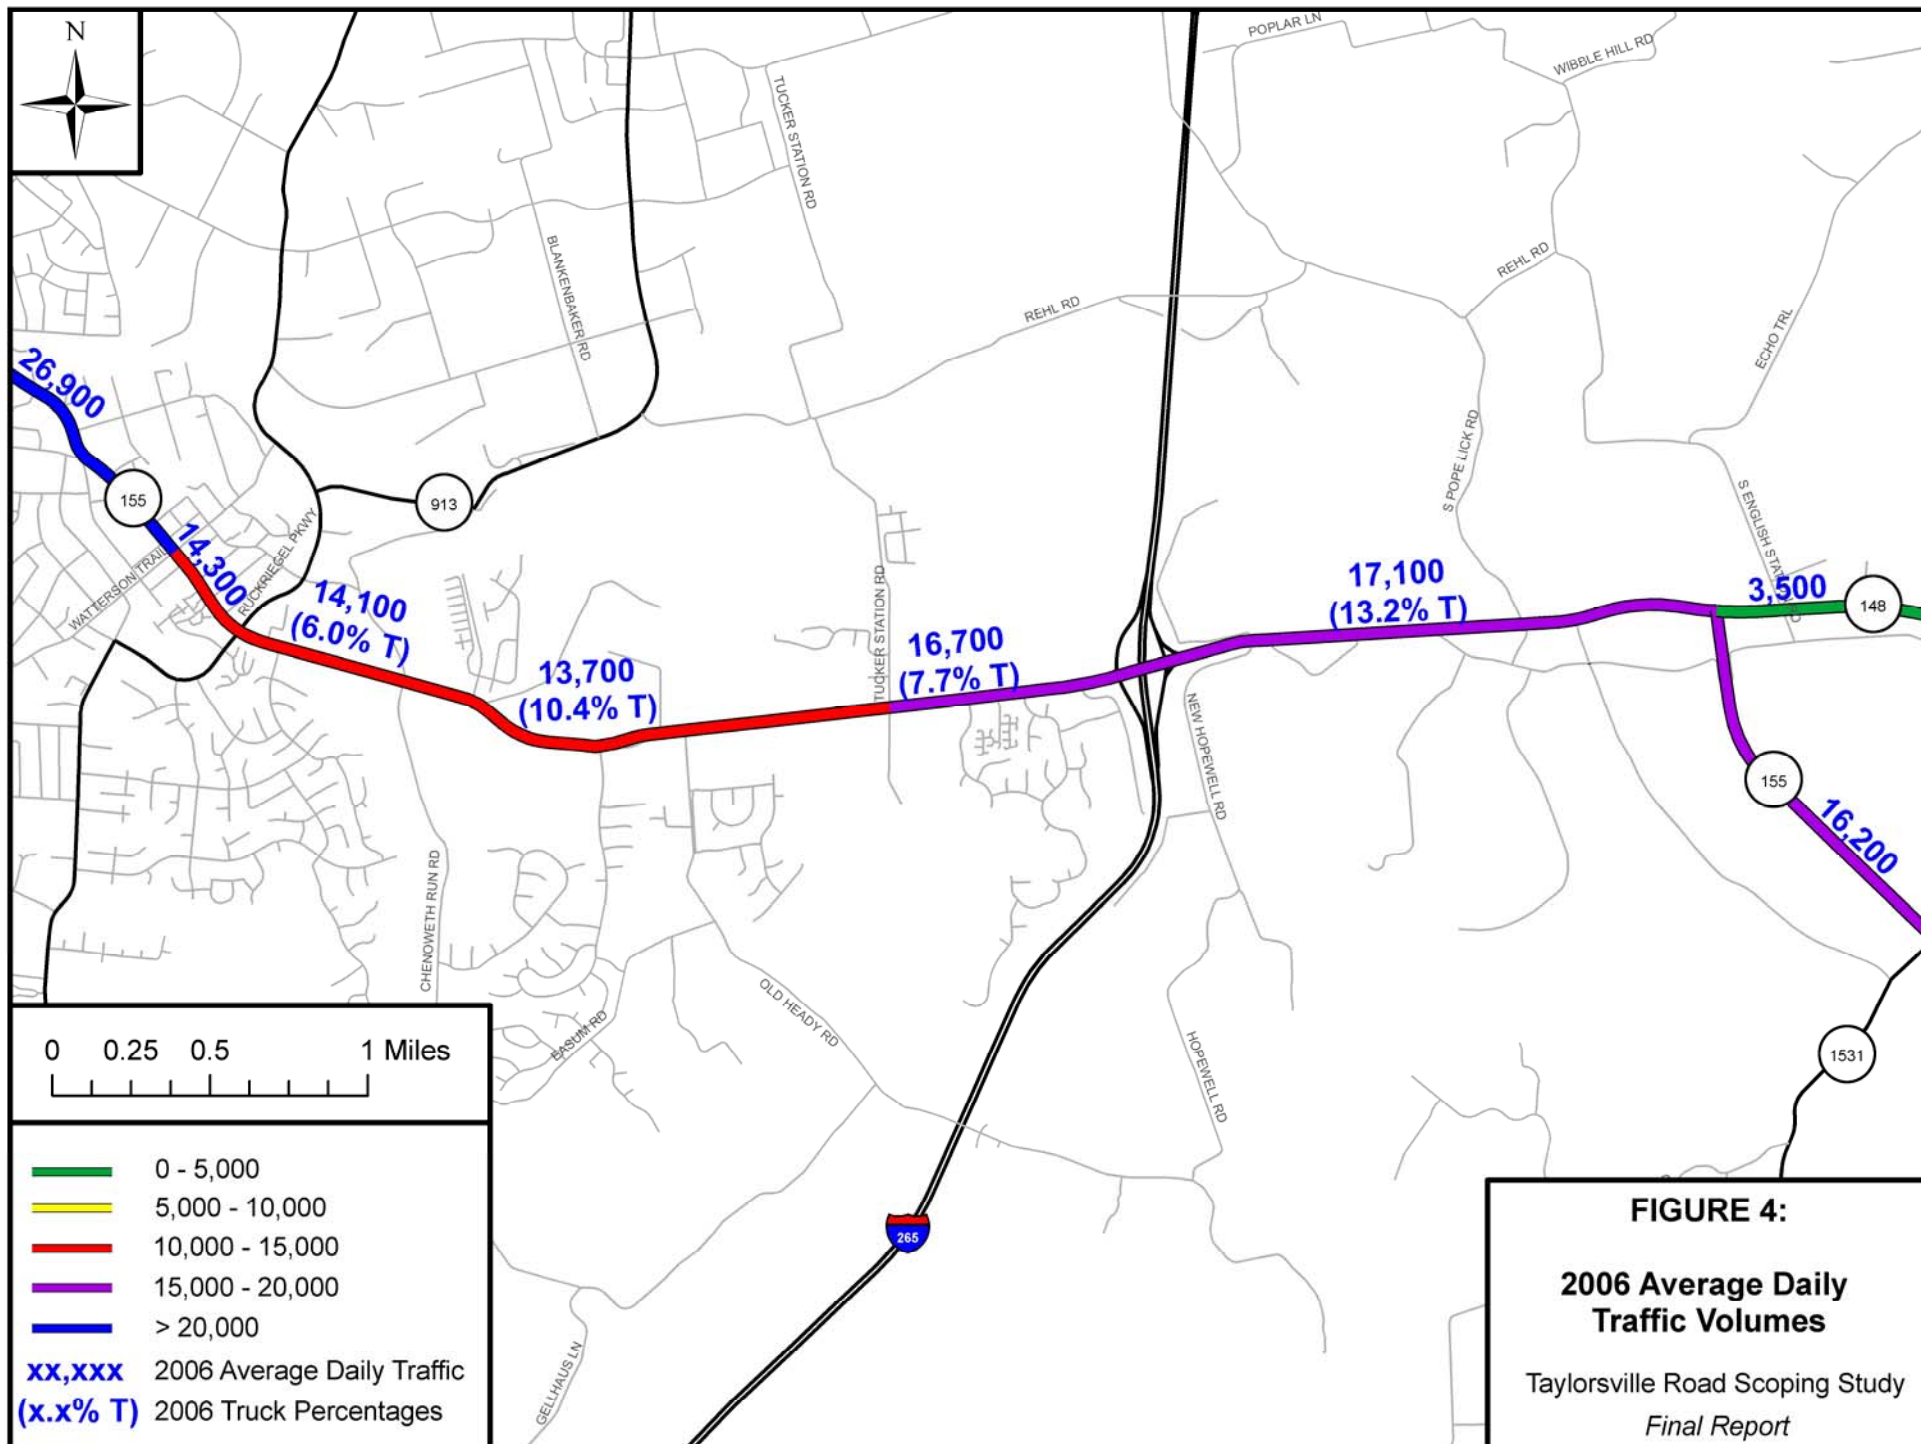 N
POPLAR LN
WIBBLE HILL RD
TUCKER STATION RD
BLANKENBAKER RD
REHL RD
REHL RD
ECHO TRL
26,900
S POPE LICK RD
155
913
S ENGLISH STATION RD
14,300
WATTERSON TRAIL
RUCKRIEGEL PKWY
14,100
(6.0% T)
17,100
(13.2% T)
3,500
148
TUCKER STATION RD
16,700
(7.7% T)
13,700
(10.4% T)
NEW HOPEWELL RD
155
16,200
CHENOWETH RUN RD
OLD HEADY RD
EASUM RD
HOPEWELL RD
1531
265
GELLHAUS LN
0 0.25 0.5 1 Miles
0 - 5,000
5,000 - 10,000
10,000 - 15,000
15,000 - 20,000
> 20,000
xx,xxx 2006 Average Daily Traffic
(x.x% T) 2006 Truck Percentages
FIGURE 4:
2006 Average Daily
Traffic Volumes
Taylorsville Road Scoping Study
Final Report